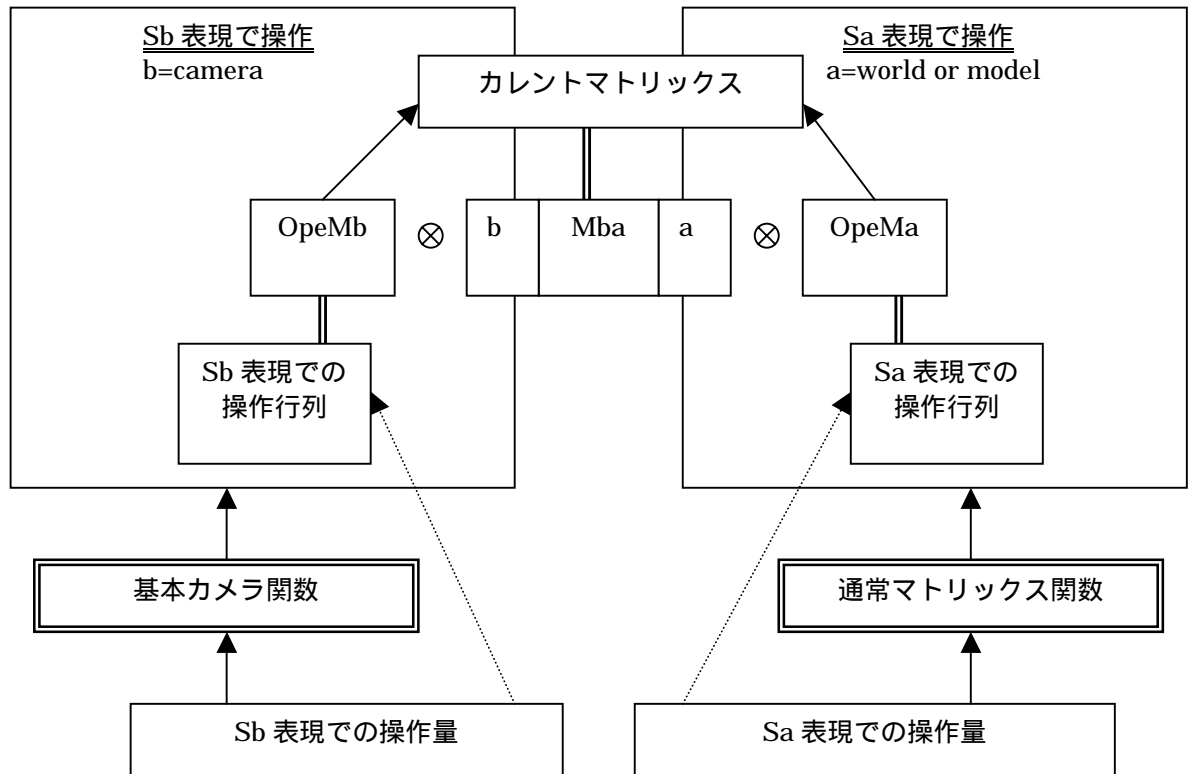 Sb 表現で操作
b=camera
Sa 表現で操作
a=world or model
カレントマトリックス
OpeMb ⊗ b Mba a ⊗ OpeMa
Sb 表現での
操作行列
Sa 表現での
操作行列
基本カメラ関数
通常マトリックス関数
Sb 表現での操作量
Sa 表現での操作量